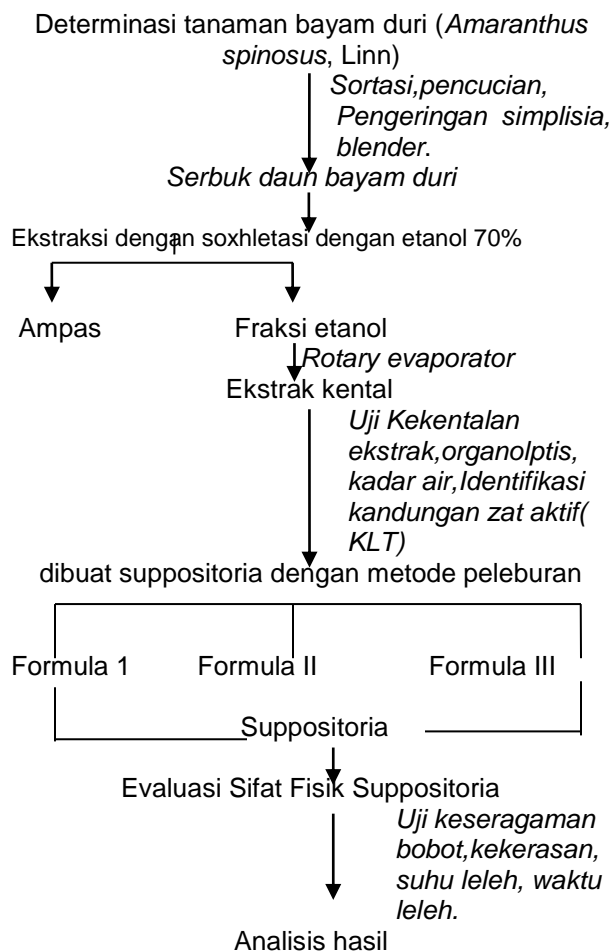 Determinasi tanaman bayam duri (Amaranthus
spinosus, Linn)
Sortasi,pencucian,
Pengeringan simplisia,
blender.
Serbuk daun bayam duri
Ekstraksi dengan soxhletasi dengan etanol 70%
Ampas
Fraksi etanol
Rotary evaporator
Ekstrak kental
Uji Kekentalan
ekstrak,organolptis,
kadar air,Identifikasi
kandungan zat aktif(
KLT)
dibuat suppositoria dengan metode peleburan
Formula 1
Formula II
Formula III
Suppositoria
Evaluasi Sifat Fisik Suppositoria
Uji keseragaman
bobot,kekerasan,
suhu leleh, waktu
leleh.
Analisis hasil